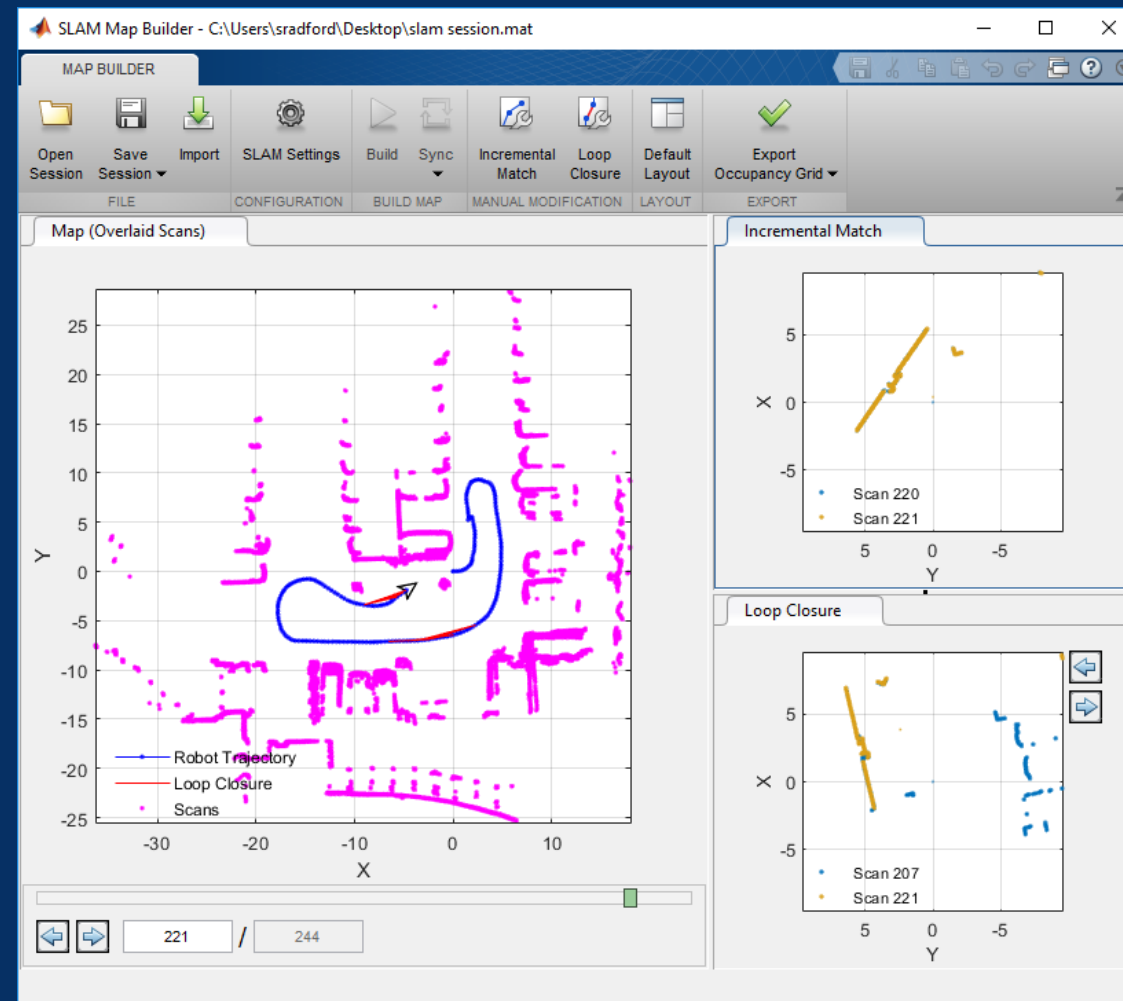 SLAM Map Builder - C:\Users\sradford\Desktop\slam session.mat
MAP BUILDER
Open Session
Save Session
Import
SLAM Settings
Build
Sync
Incremental Match
Loop Closure
Default Layout
Export Occupancy Grid
FILE
CONFIGURATION
BUILD MAP
MANUAL MODIFICATION
LAYOUT
EXPORT
Map (Overlaid Scans)
25
20
15
10
5
0
-5
-10
-15
-20
-25
Y
Robot Trajectory
Loop Closure
Scans
-30
-20
-10
0
10
X
221 / 244
Incremental Match
5
0
-5
X
Scan 220
Scan 221
5
0
-5
Y
Loop Closure
5
0
-5
X
Scan 207
Scan 221
5
0
-5
Y